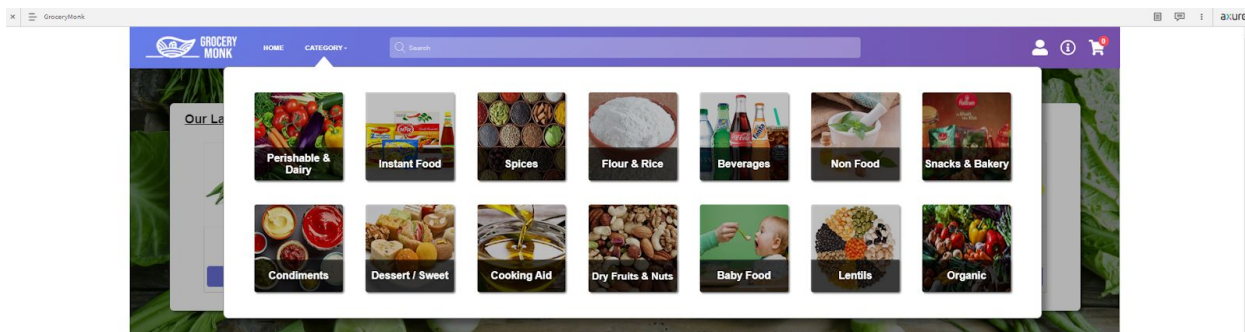 GroceryMonk
axure
GROCERY
MONK
HOME
CATEGORY
Search
0
Our La
Perishable &
Dairy
Instant Food
Spices
Flour & Rice
Beverages
Non Food
Snacks & Bakery
Condiments
Dessert / Sweet
Cooking Aid
Dry Fruits & Nuts
Baby Food
Lentils
Organic